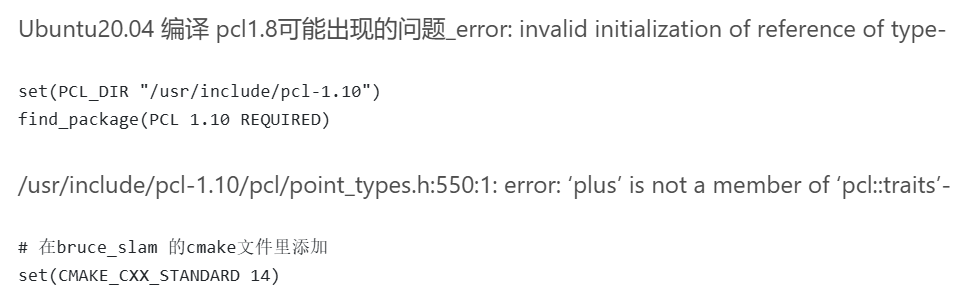 Ubuntu20.04 编译 pcl1.8可能出现的问题_error: invalid initialization of reference of type-
set(PCL_DIR "/usr/include/pcl-1.10")
find_package(PCL 1.10 REQUIRED)
/usr/include/pcl-1.10/pcl/point_types.h:550:1: error: ‘plus’ is not a member of ‘pcl::traits’-
# 在bruce_slam 的cmake文件里添加
set(CMAKE_CXX_STANDARD 14)